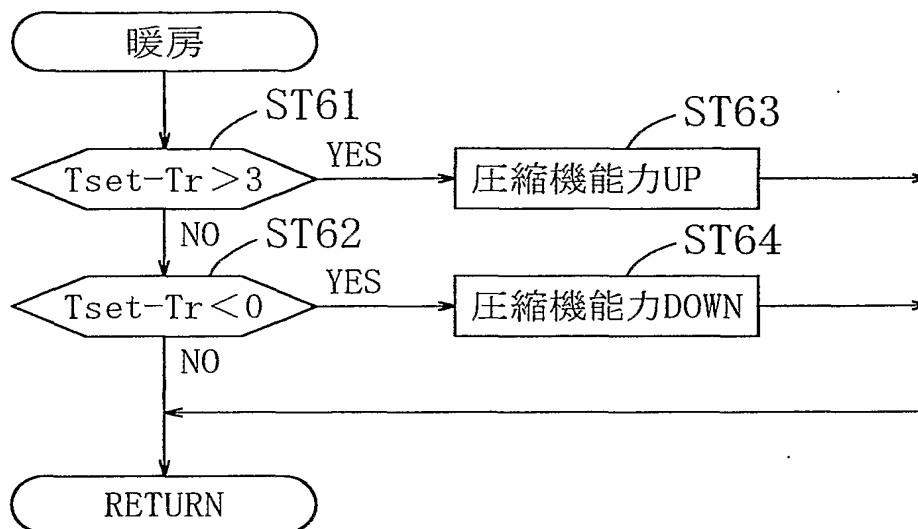 暖房
ST61
Tset-Tr>3
YES
ST63
圧縮機能力UP
NO
ST62
Tset-Tr<0
YES
ST64
圧縮機能力DOWN
NO
RETURN